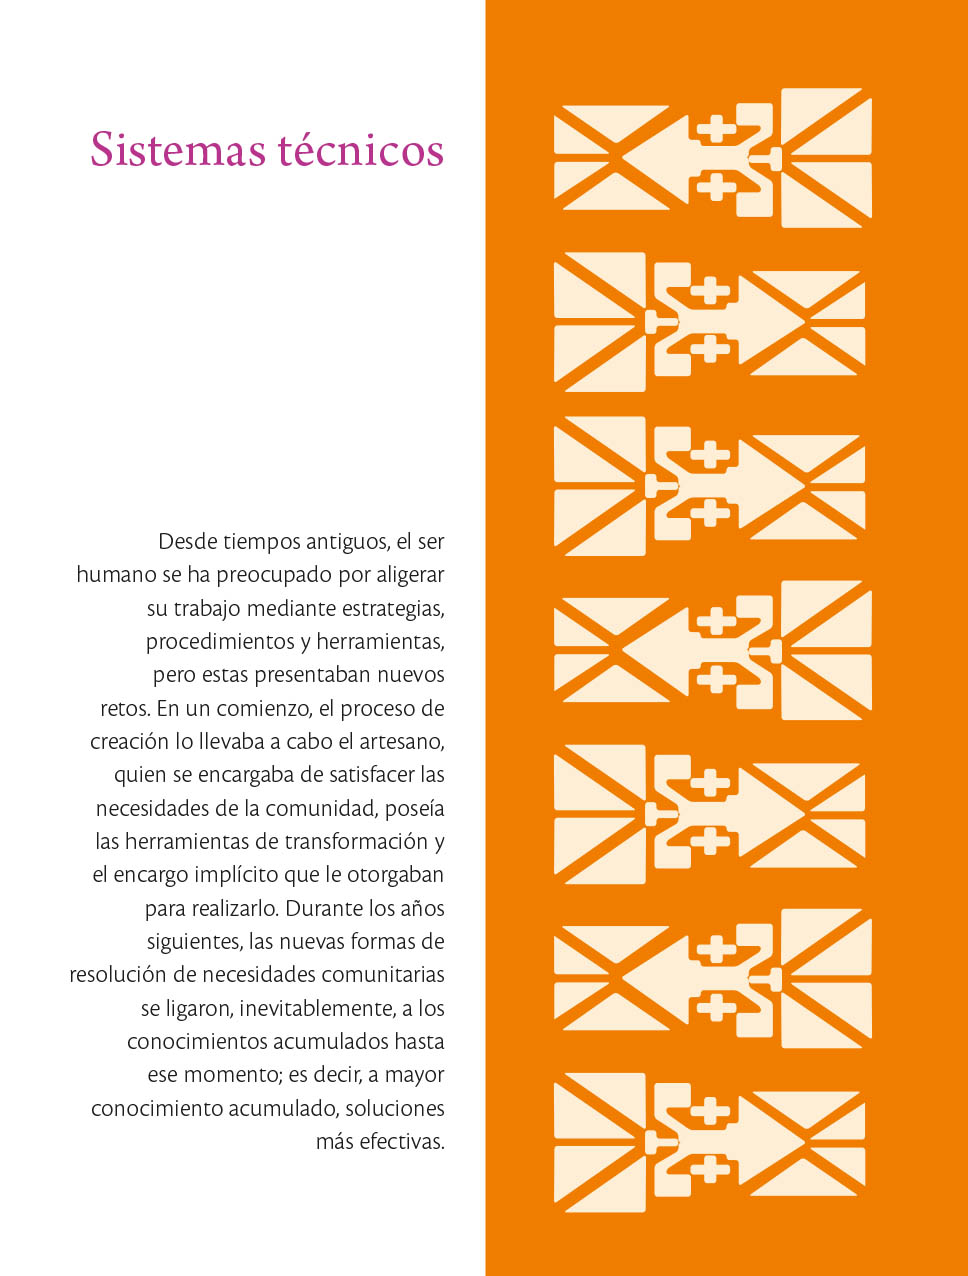 Sistemas técnicos
Desde tiempos antiguos, el ser
humano se ha preocupado por aligerar
su trabajo mediante estrategias,
procedimientos y herramientas,
pero estas presentaban nuevos
retos. En un comienzo, el proceso de
creación lo llevaba a cabo el artesano,
quien se encargaba de satisfacer las
necesidades de la comunidad, poseía
las herramientas de transformación y
el encargo implícito que le otorgaban
para realizarlo. Durante los años
siguientes, las nuevas formas de
resolución de necesidades comunitarias
se ligaron, inevitablemente, a los
conocimientos acumulados hasta
ese momento; es decir, a mayor
conocimiento acumulado, soluciones
más efectivas.